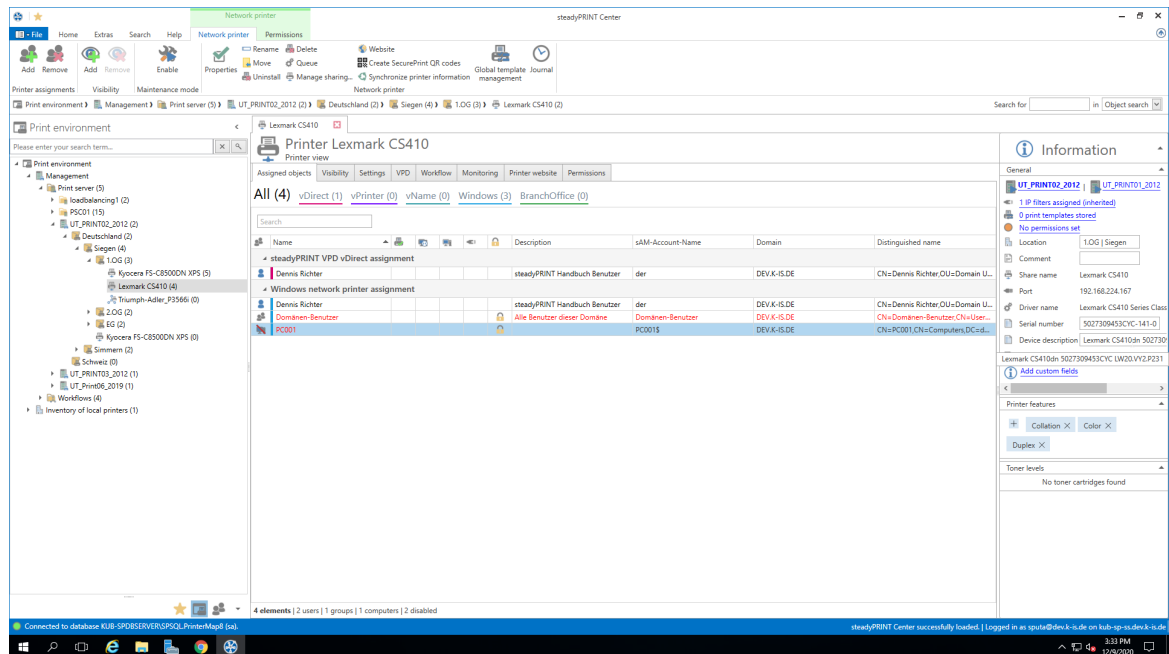 Network printer
steadyPRINT Center
File Home Extras Search Help Network printer Permissions
Add Remove Add Remove Enable Properties
Rename Delete Website
Move Queue Create SecurePrint QR codes
Uninstall Manage sharing... Synchronize printer information
Global template management Journal
Printer assignments Visibility Maintenance mode Network printer
Print environment Management Print server (5) UT_PRINT02_2012 (2) Deutschland (2) Siegen (4) 1.OG (3) Lexmark CS410 (2)
Search for in Object search
Print environment
Please enter your search term...
Print environment
Management
Print server (5)
loadbalancing1 (2)
PSC01 (15)
UT_PRINT02_2012 (2)
Deutschland (2)
Siegen (4)
1.OG (3)
Kyocera FS-C8500DN XPS (5)
Lexmark CS410 (4)
Triumph-Adler_P3566i (0)
2.OG (2)
EG (2)
Kyocera FS-C8500DN XPS (0)
Simmern (2)
Schweiz (0)
UT_PRINT03_2012 (1)
UT_Print06_2019 (1)
Workflows (4)
Inventory of local printers (1)
Lexmark CS410
Printer Lexmark CS410
Printer view
Assigned objects Visibility Settings VPD Workflow Monitoring Printer website Permissions
All (4) vDirect (1) vPrinter (0) vName (0) Windows (3) BranchOffice (0)
Search
Name Description sAM-Account-Name Domain Distinguished name
steadyPRINT VPD vDirect assignment
Dennis Richter steadyPRINT Handbuch Benutzer der DEV.K-IS.DE CN=Dennis Richter,OU=Domain U...
Windows network printer assignment
Dennis Richter steadyPRINT Handbuch Benutzer der DEV.K-IS.DE CN=Dennis Richter,OU=Domain U...
Domänen-Benutzer Alle Benutzer dieser Domäne Domänen-Benutzer DEV.K-IS.DE CN=Domänen-Benutzer,CN=User...
PC001 PC001$ DEV.K-IS.DE CN=PC001,CN=Computers,DC=d...
4 elements | 2 users | 1 groups | 1 computers | 2 disabled
Information
General
UT_PRINT02_2012 | UT_PRINT01_2012
1 IP filters assigned (inherited)
0 print templates stored
No permissions set
Location 1.OG | Siegen
Comment
Share name Lexmark CS410
Port 192.168.224.167
Driver name Lexmark CS410 Series Class
Serial number 5027309453CYC-141-0
Device description Lexmark CS410dn 502730
Lexmark CS410dn 5027309453CYC LW20.VY2.P231
Add custom fields
Printer features
Collation Color
Duplex
Toner levels
No toner cartridges found
Connected to database KUB-SPDBSERVER\SPSQL.PrinterMap8 (sa).
steadyPRINT Center successfully loaded. | Logged in as sputa@dev.k-is.de on kub-sp-ss.dev.k-is.de
3:33 PM
12/9/2020